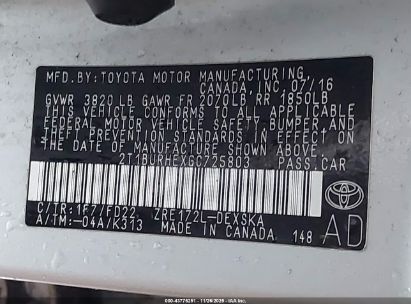 MFD.BY:TOYOTA MOTOR MANUFACTURING
CANADA, INC. 07/16
GVWR 3820 LB GAWR FR 2070LB RR 1850LB
THIS VEHICLE CONFORMS TO ALL APPLICABLE
FEDERAL MOTOR VEHICLE SAFETY, BUMPER, AND
THEFT PREVENTION STANDARDS IN EFFECT ON
THE DATE OF MANUFACTURE SHOWN ABOVE.
2T1BURHEXGC725803 PASS.CAR
C/TR:1F7/FD22 ZRE172L-DEXSKA
A/TM:-04A/K313 MADE IN CANADA 148
TOYOTA
AD